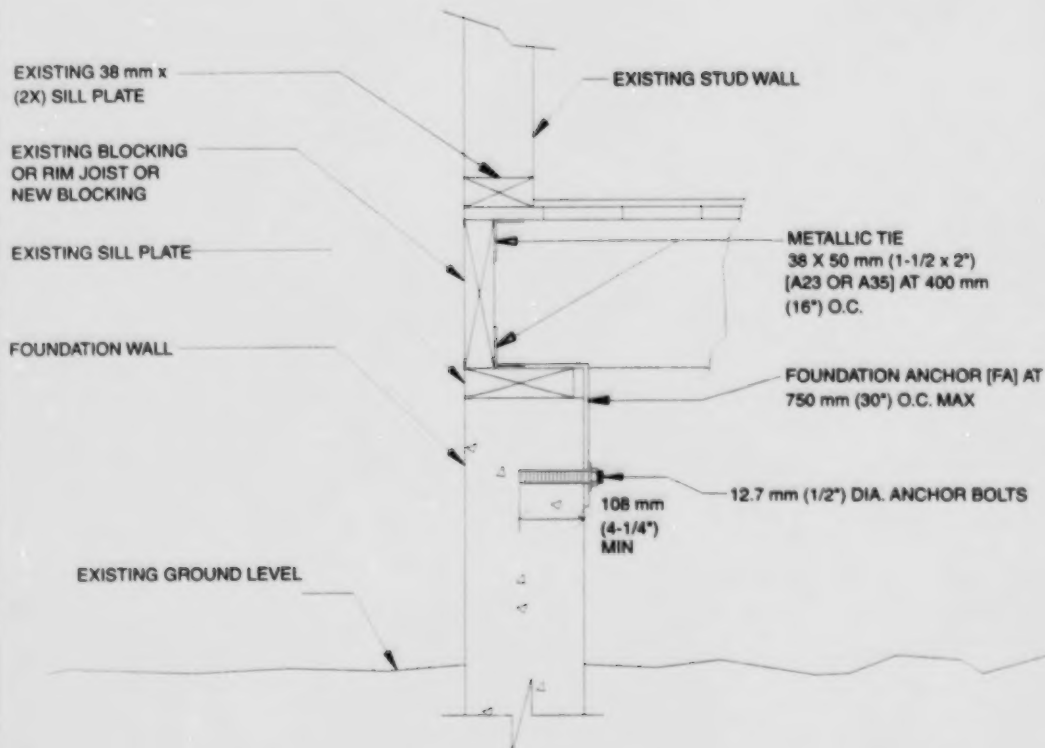 EXISTING 38 mm x
(2X) SILL PLATE
EXISTING STUD WALL
EXISTING BLOCKING
OR RIM JOIST OR
NEW BLOCKING
EXISTING SILL PLATE
METALLIC TIE
38 X 50 mm (1-1/2 x 2")
[A23 OR A35] AT 400 mm
(16") O.C.
FOUNDATION WALL
FOUNDATION ANCHOR [FA] AT
750 mm (30") O.C. MAX
12.7 mm (1/2") DIA. ANCHOR BOLTS
108 mm
(4-1/4")
MIN
EXISTING GROUND LEVEL